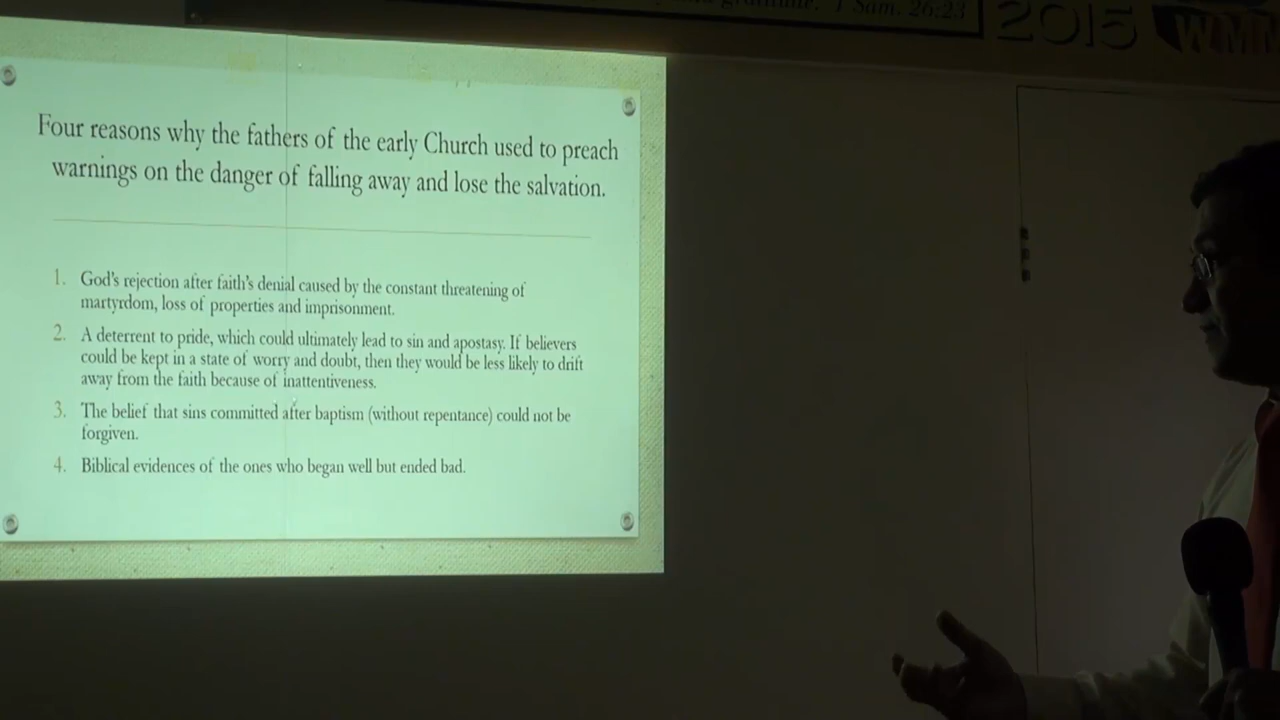 1 Sam. 26:23
2015
WMM
Four reasons why the fathers of the early Church used to preach
warnings on the danger of falling away and lose the salvation.
1. God's rejection after faith's denial caused by the constant threatening of
martyrdom, loss of properties and imprisonment.
2. A deterrent to pride, which could ultimately lead to sin and apostasy. If believers
could be kept in a state of worry and doubt, then they would be less likely to drift
away from the faith because of inattentiveness.
3. The belief that sins committed after baptism (without repentance) could not be
forgiven.
4. Biblical evidences of the ones who began well but ended bad.